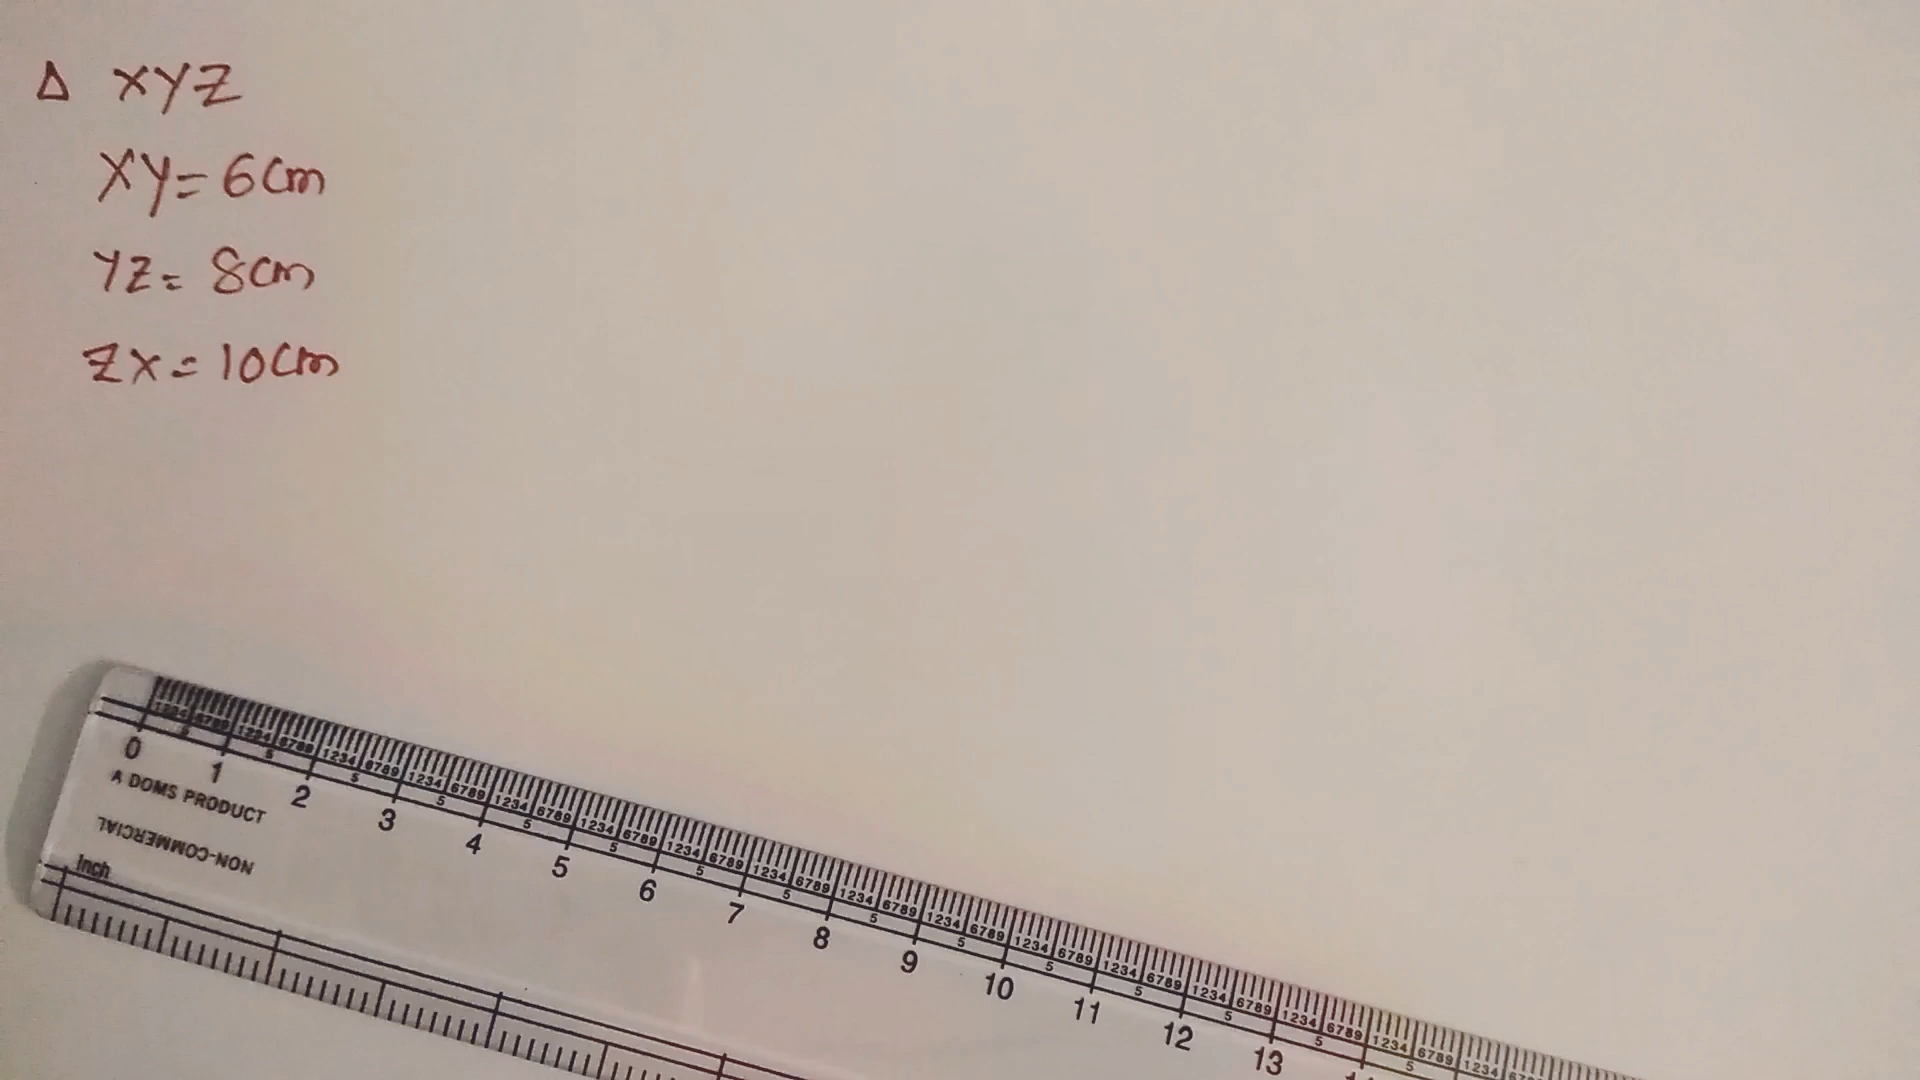 Δ XYZ
XY= 6cm
YZ= 8cm
ZX= 10cm
0 1 2 3 4 5 6 7 8 9 10 11 12 13
A DOMS PRODUCT
NON-COMMERCIAL
Inch